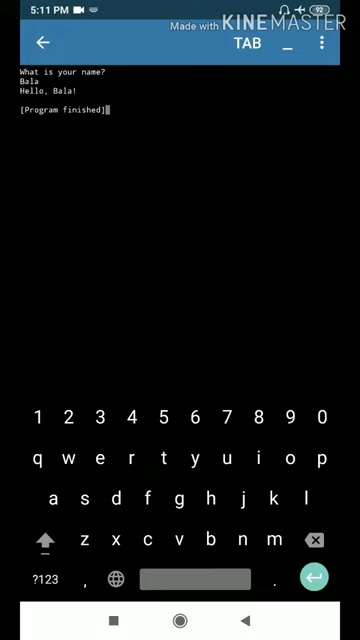 5:11 PM 92
Made with KINEMASTER
TAB _
What is your name?
Bala
Hello, Bala!
[Program finished]
1 2 3 4 5 6 7 8 9 0
q w e r t y u i o p
a s d f g h j k l
z x c v b n m
?123 , .